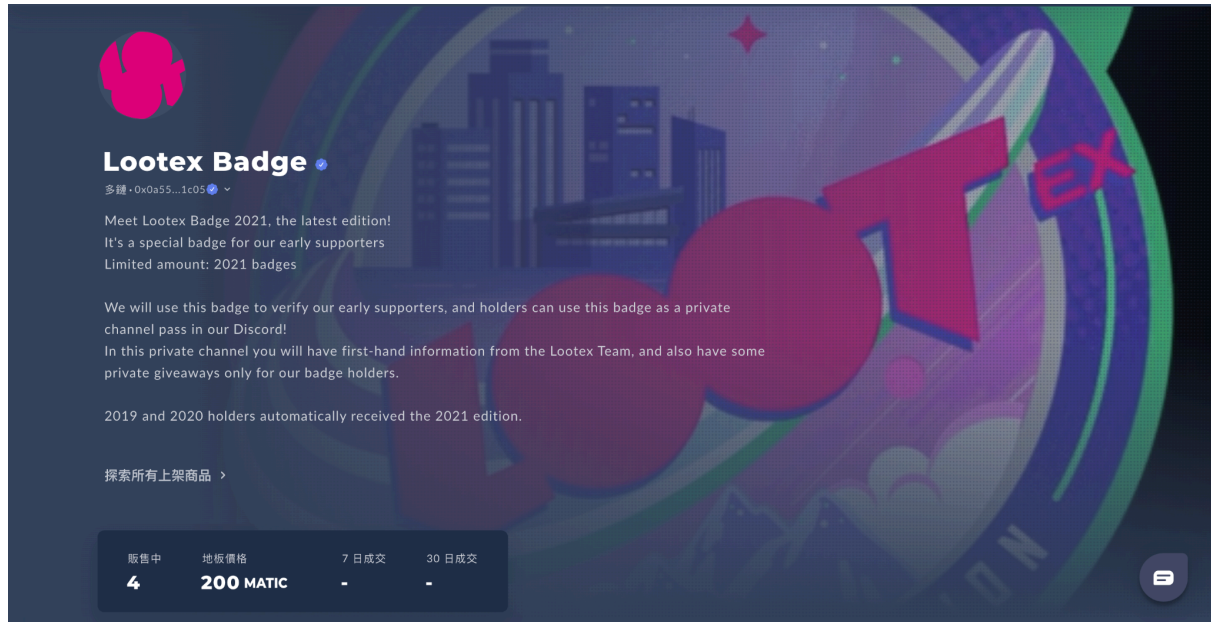 Lootex Badge
多鏈 • 0x0a55...1c05
Meet Lootex Badge 2021, the latest edition!
It's a special badge for our early supporters
Limited amount: 2021 badges
We will use this badge to verify our early supporters, and holders can use this badge as a private
channel pass in our Discord!
In this private channel you will have first-hand information from the Lootex Team, and also have some
private giveaways only for our badge holders.
2019 and 2020 holders automatically received the 2021 edition.
探索所有上架商品 >
販售中 地板價格 7 日成交 30 日成交
4 200 MATIC - -
LOOT EX